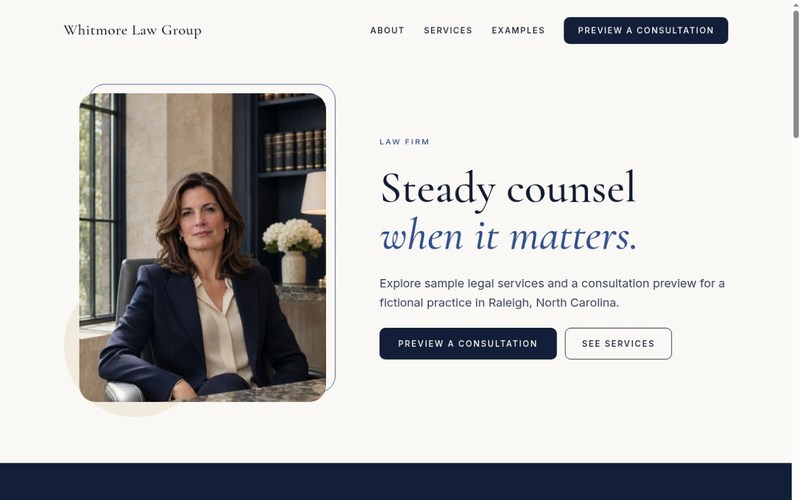 Whitmore Law Group
ABOUT SERVICES EXAMPLES PREVIEW A CONSULTATION
LAW FIRM
Steady counsel
when it matters.
Explore sample legal services and a consultation preview for a
fictional practice in Raleigh, North Carolina.
PREVIEW A CONSULTATION SEE SERVICES